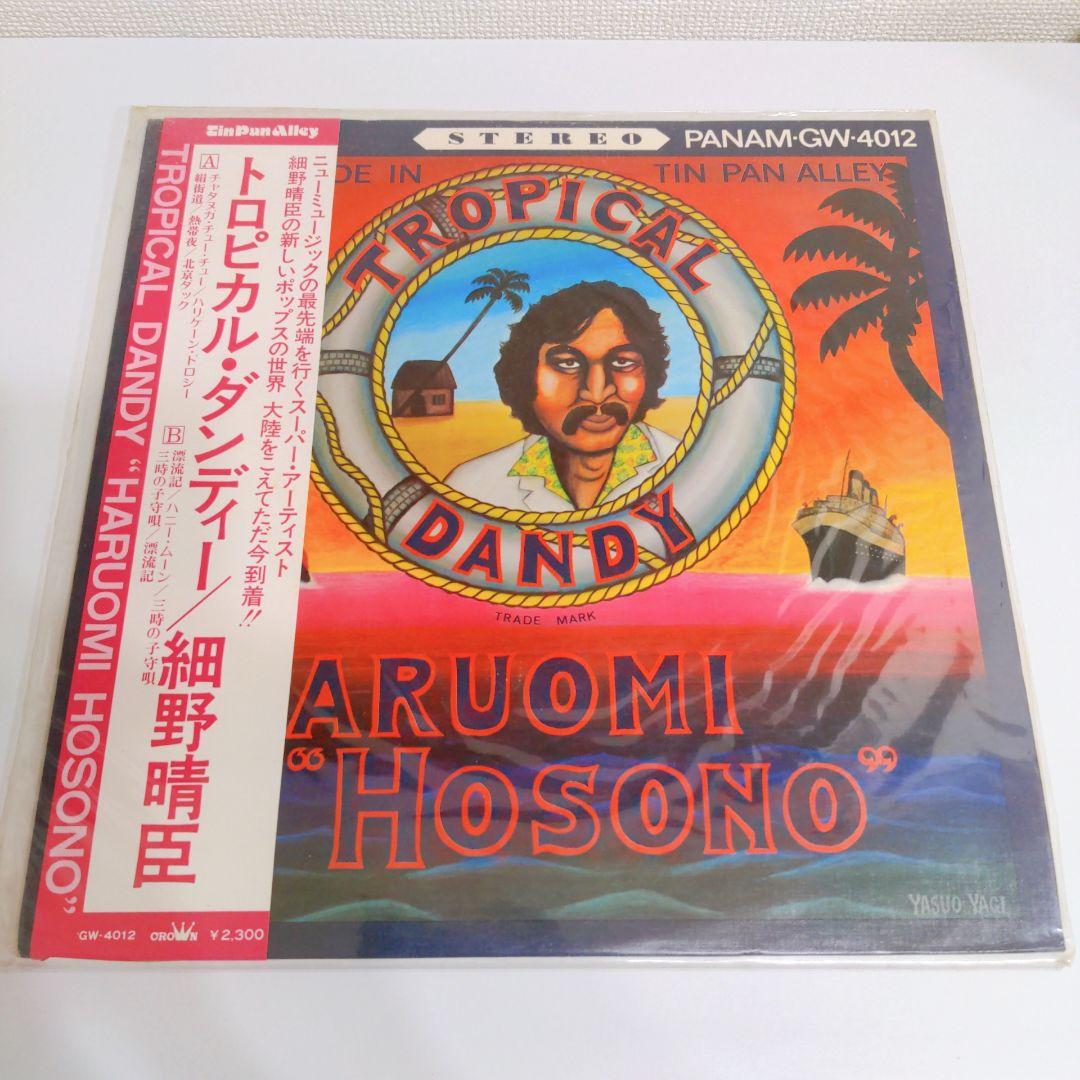 Tin Pan Alley
TROPICAL DANDY "HARUOMI HOSONO"
ニューミュージックの最先端を行くスーパー・アーティスト
細野晴臣の新しいポップスの世界 大陸をこえてただ今到着!!
トロピカル・ダンディー/細野晴臣
A
チャタヌガ・チュー・チュー/ハリケーン・ドロシー
絹街道/熱帯夜/北京ダック
B
漂流記/ハニー・ムーン/三時の子守唄
三時の子守唄/漂流記
GW-4012 CROWN ¥2,300
STEREO
PANAM·GW·4012
DE IN TIN PAN ALLEY
TROPICAL
DANDY
TRADE MARK
ARUOMI
"HOSONO"
YASUO YAGI